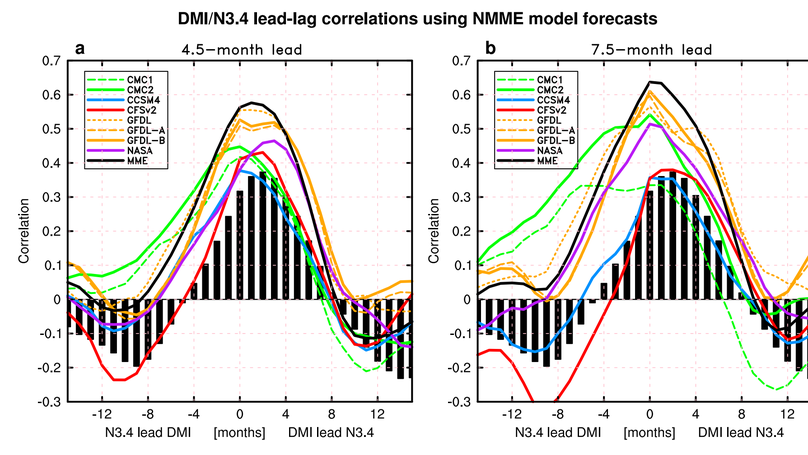 DMI/N3.4 lead-lag correlations using NMME model forecasts
a
4.5-month lead
0.7
0.6
0.5
0.4
0.3
0.2
0.1
0
-0.1
-0.2
-0.3
Correlation
CMC1
CMC2
CCSM4
CFSv2
GFDL
GFDL-A
GFDL-B
NASA
MME
-12 -8 -4 0 4 8 12
N3.4 lead DMI [months] DMI lead N3.4
b
7.5-month lead
0.7
0.6
0.5
0.4
0.3
0.2
0.1
0
-0.1
-0.2
-0.3
Correlation
CMC1
CMC2
CCSM4
CFSv2
GFDL
GFDL-A
GFDL-B
NASA
MME
-12 -8 -4 0 4 8 12
N3.4 lead DMI [months] DMI lead N3.4